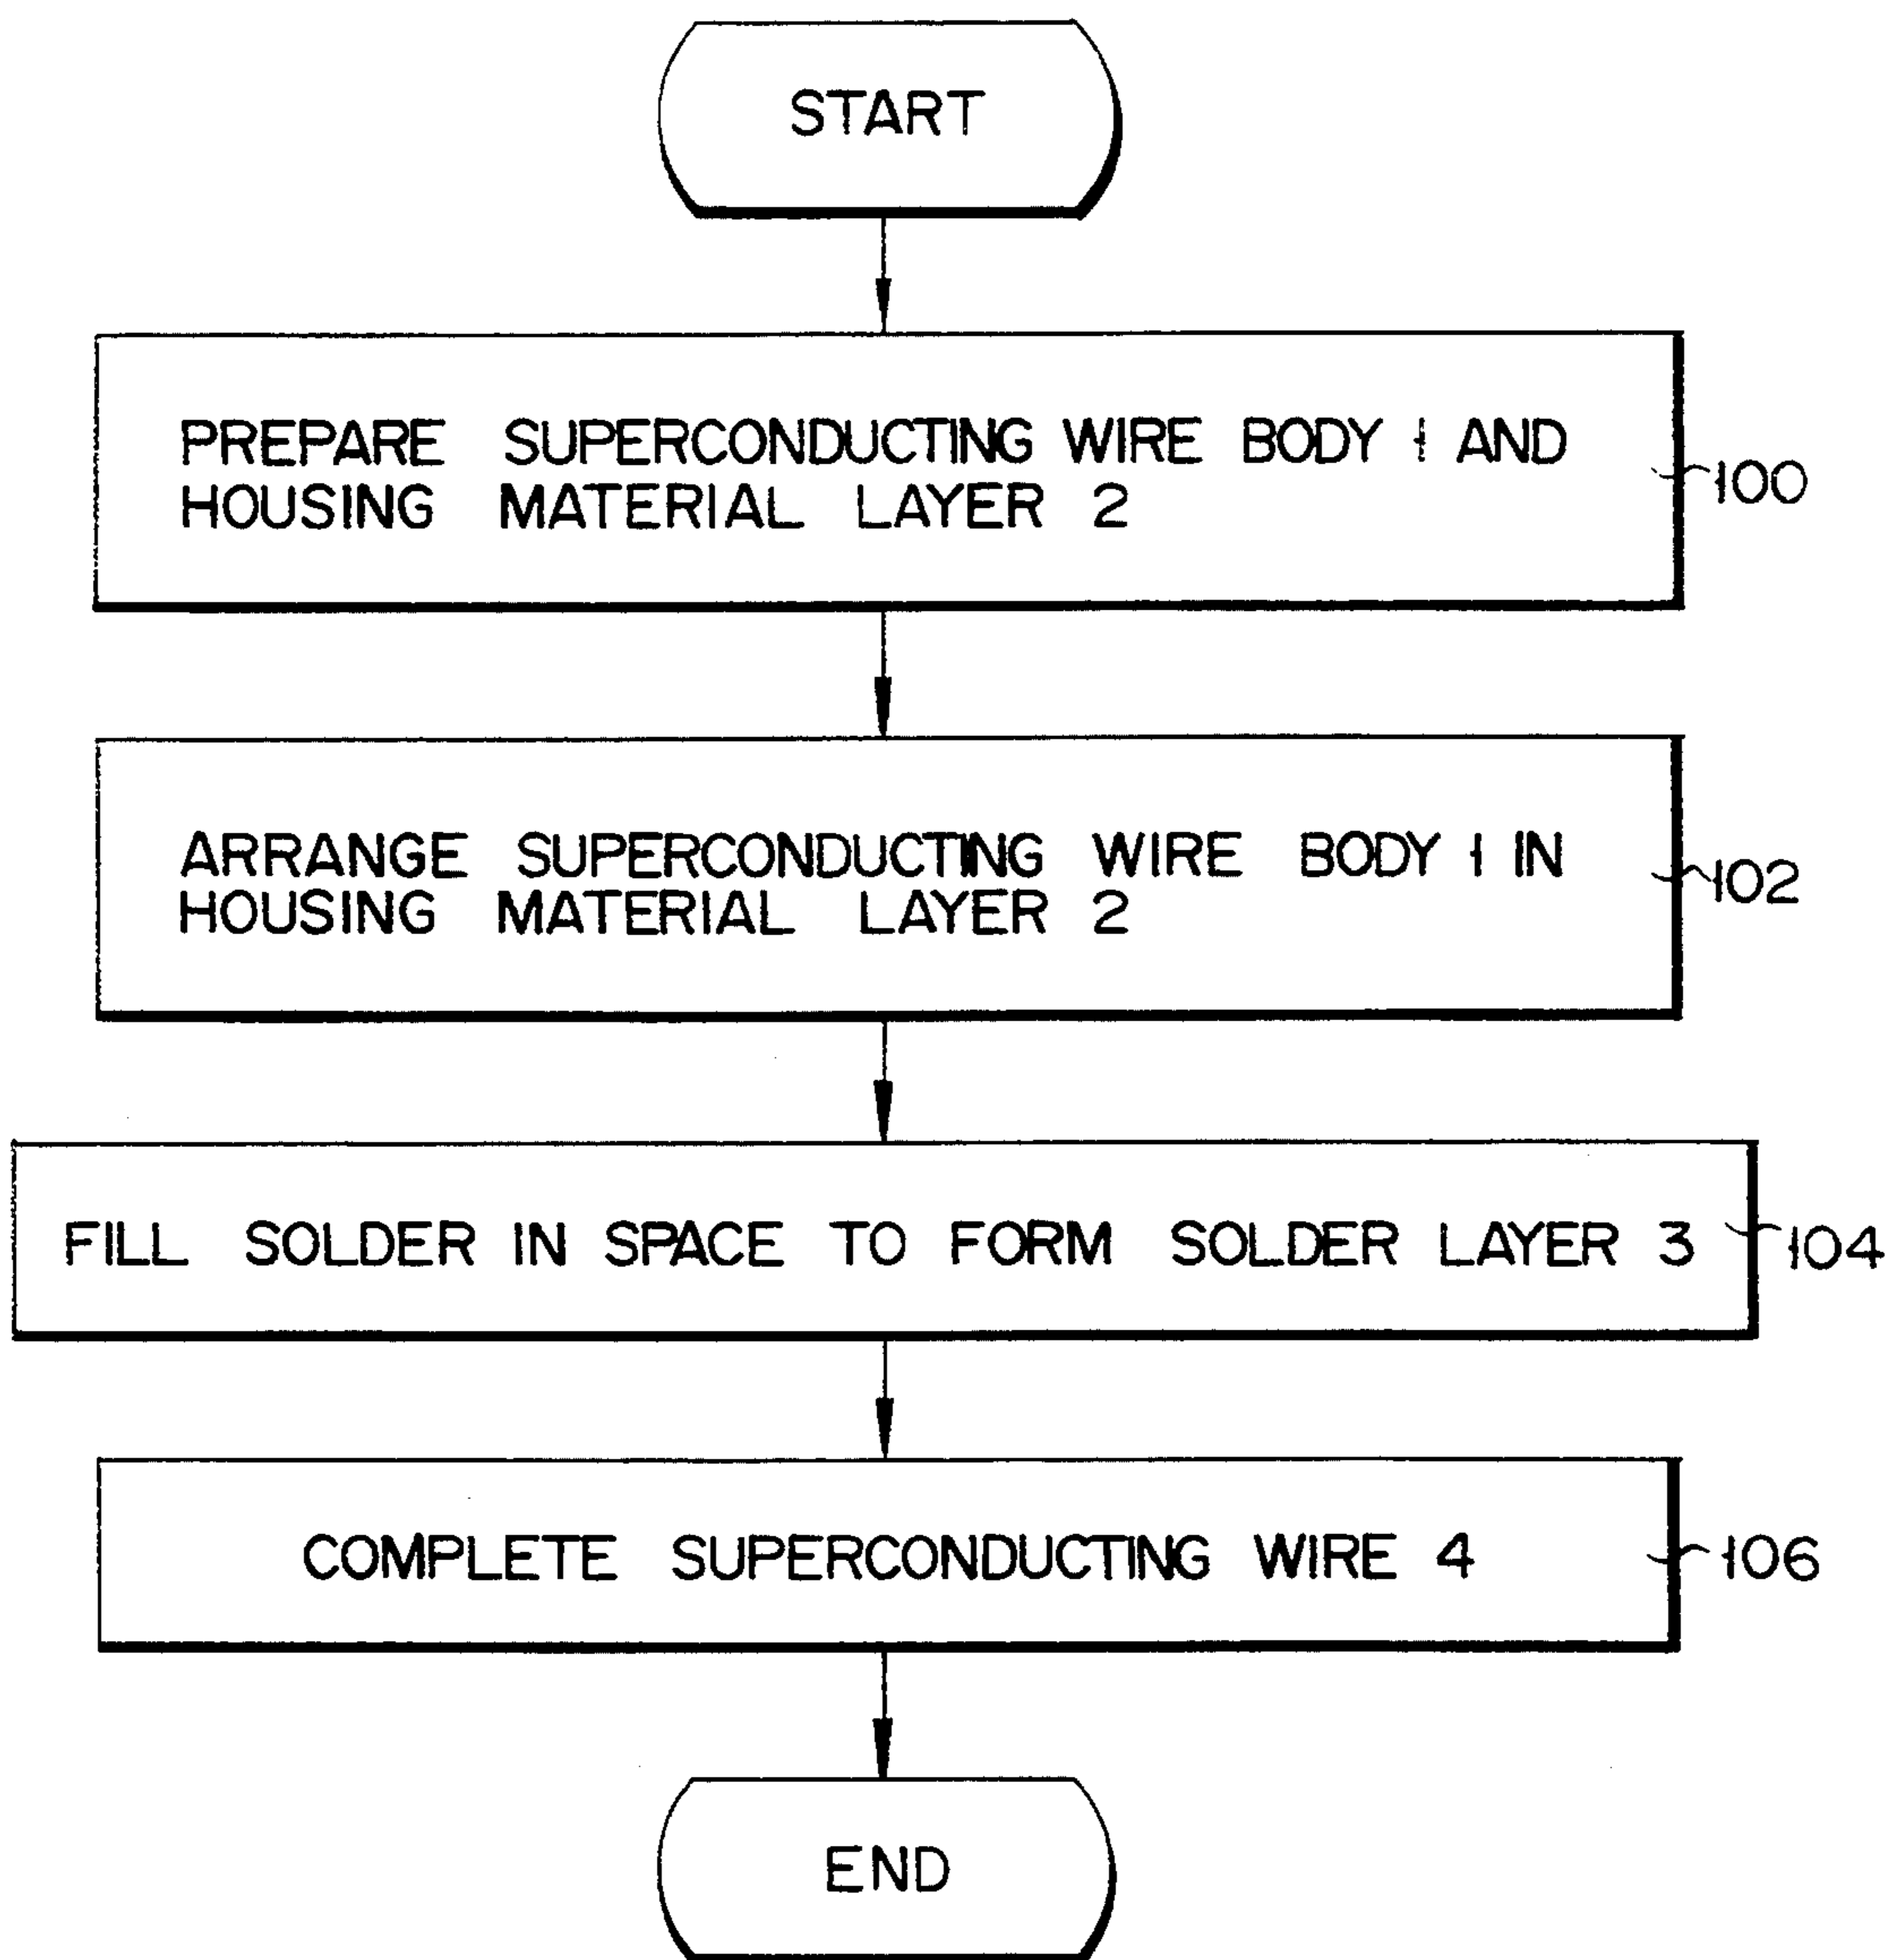 START
PREPARE SUPERCONDUCTING WIRE BODY 1 AND
HOUSING MATERIAL LAYER 2
100
ARRANGE SUPERCONDUCTING WIRE BODY 1 IN
HOUSING MATERIAL LAYER 2
102
FILL SOLDER IN SPACE TO FORM SOLDER LAYER 3
104
COMPLETE SUPERCONDUCTING WIRE 4
106
END